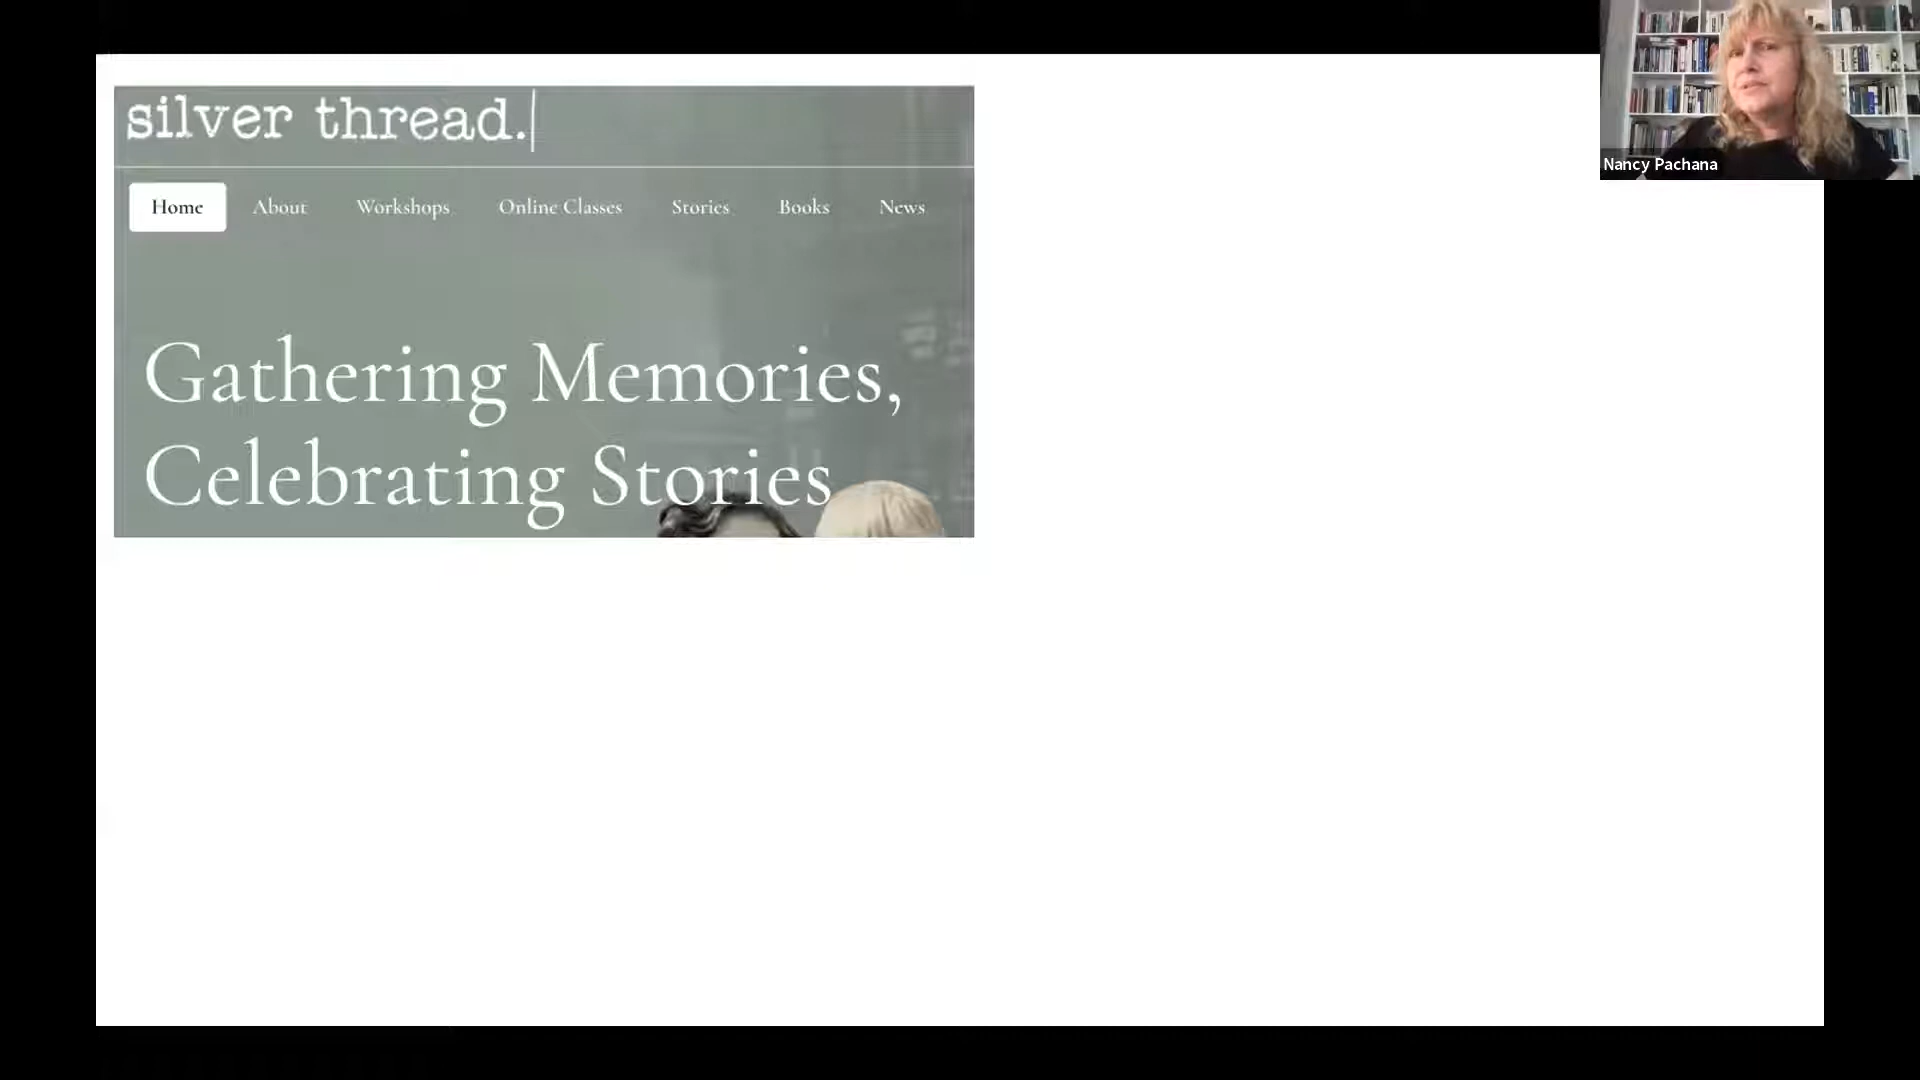 silver thread.
Home About Workshops Online Classes Stories Books News
Gathering Memories,
Celebrating Stories
Nancy Pachana